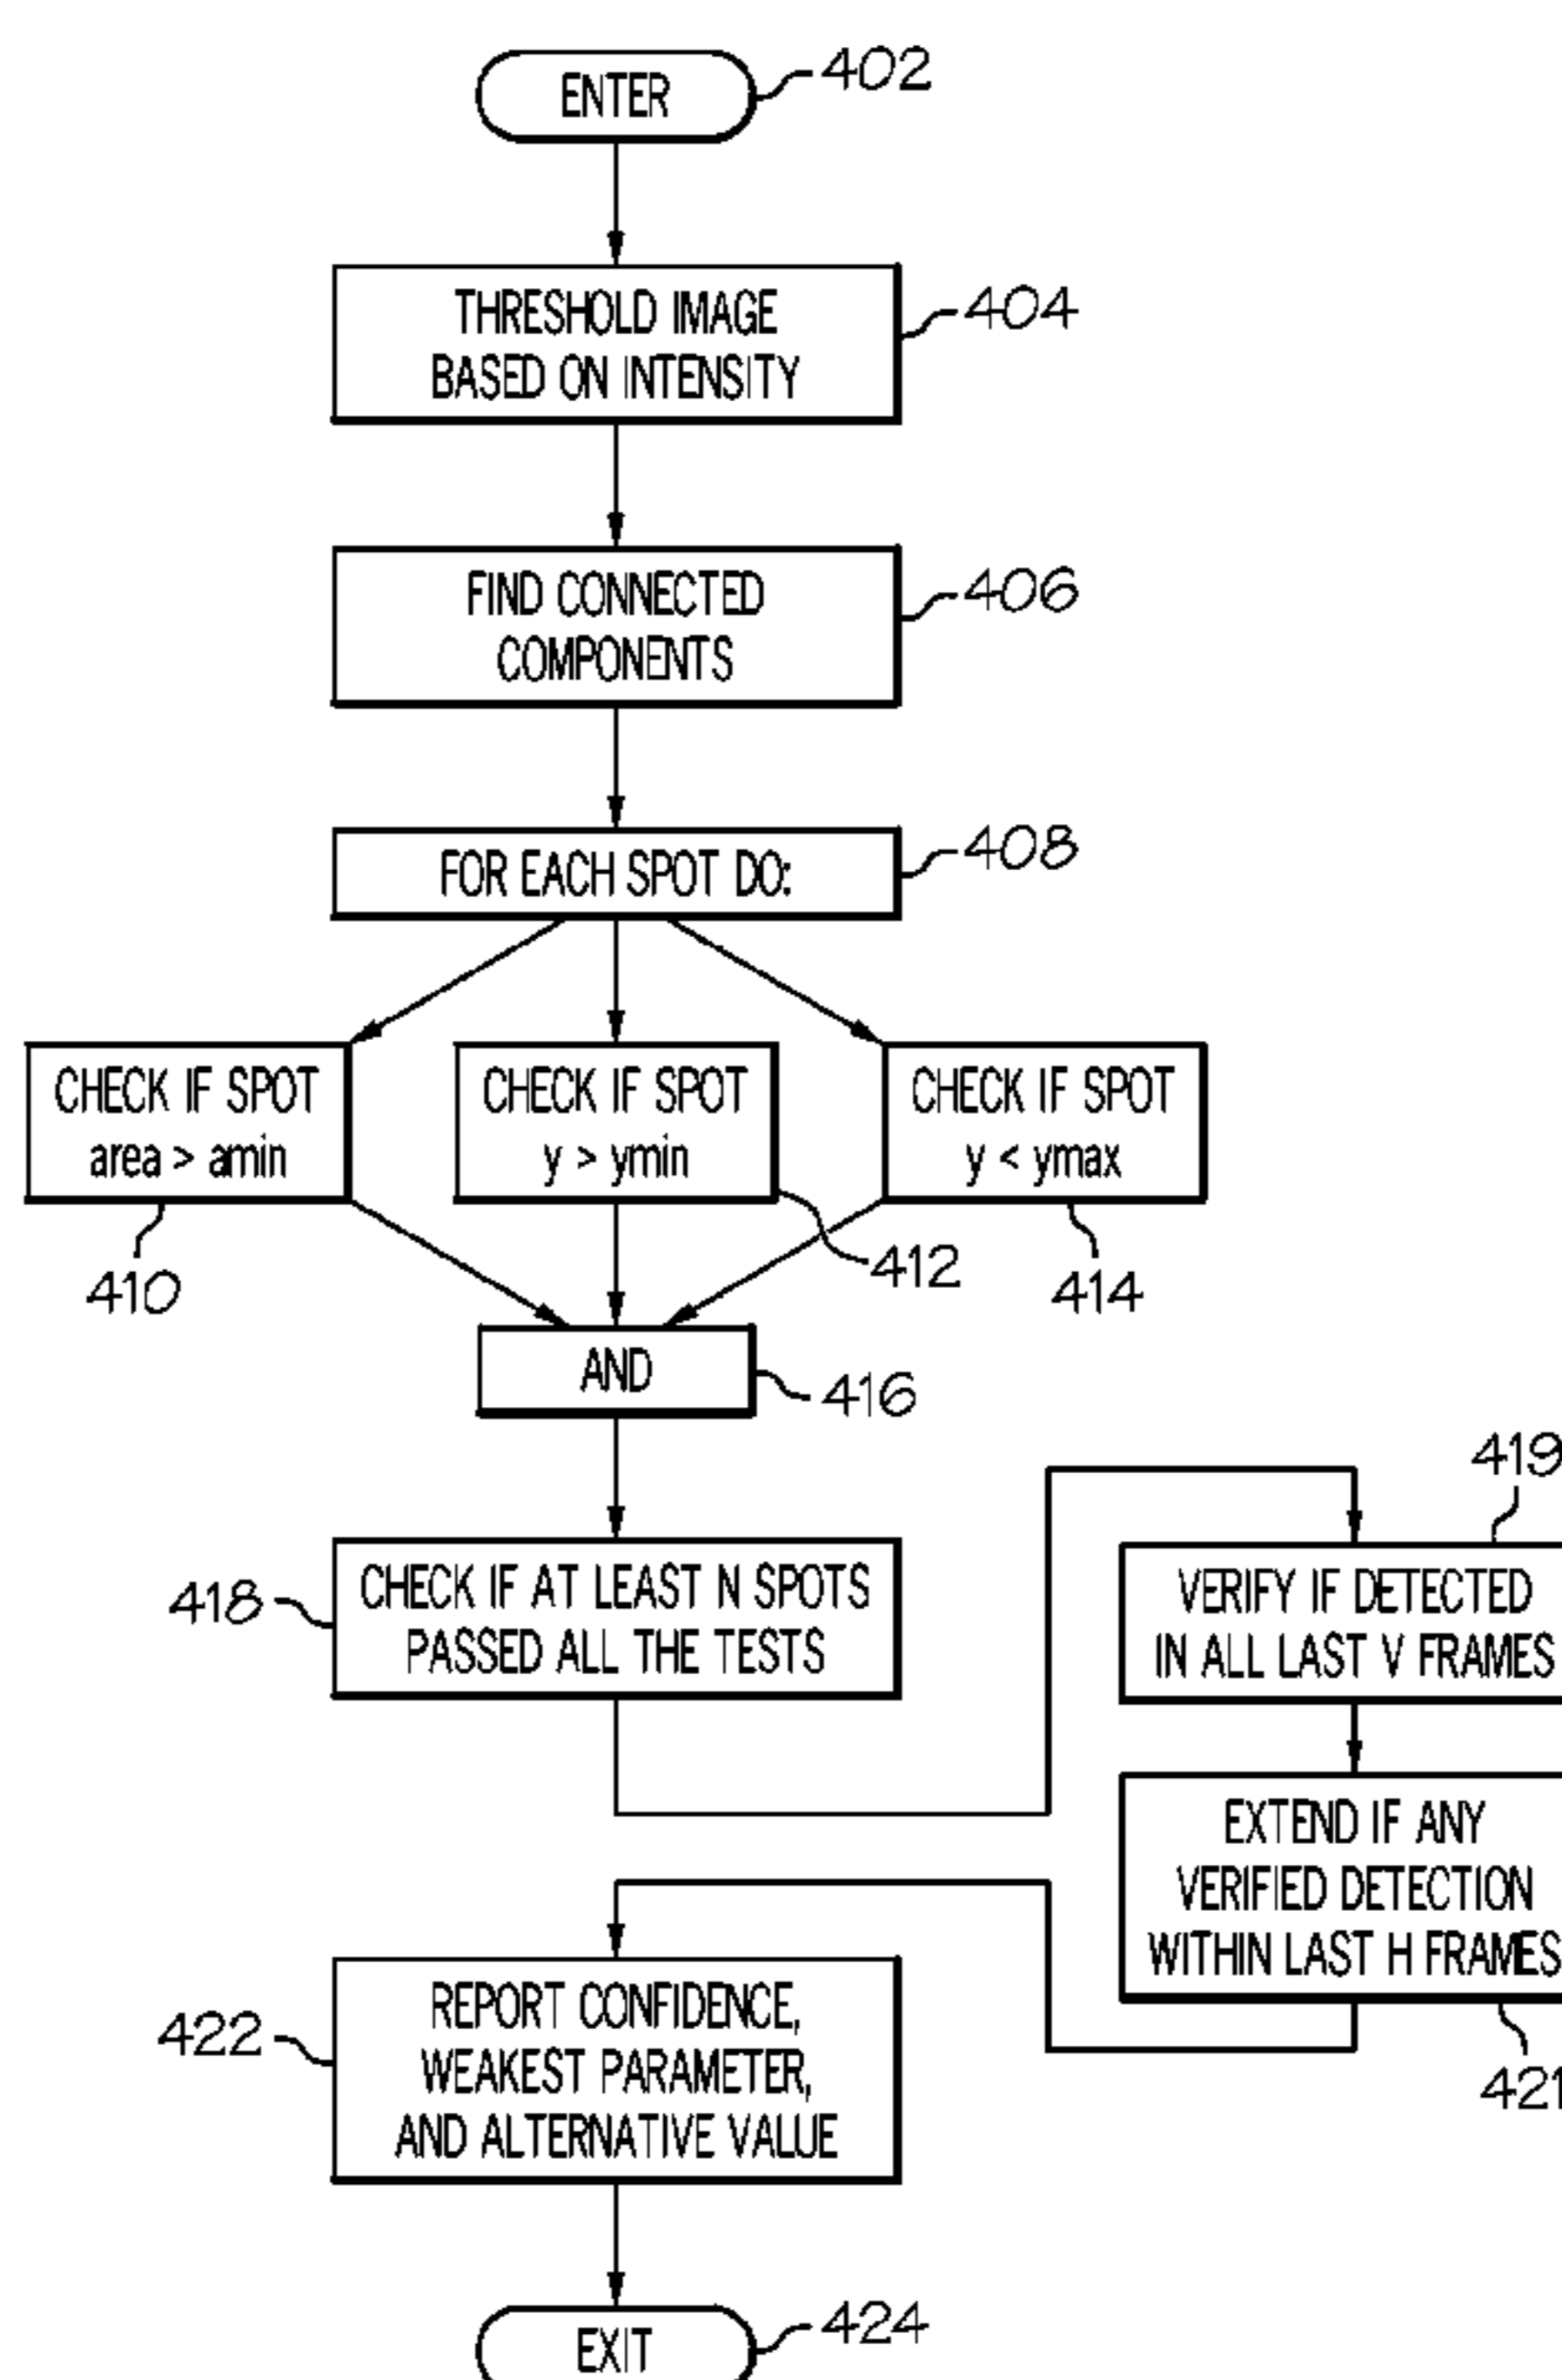 ENTER
402
THRESHOLD IMAGE
BASED ON INTENSITY
404
FIND CONNECTED
COMPONENTS
406
FOR EACH SPOT DO:
408
CHECK IF SPOT
area > amin
410
CHECK IF SPOT
y > ymin
412
CHECK IF SPOT
y < ymax
414
AND
416
CHECK IF AT LEAST N SPOTS
PASSED ALL THE TESTS
418
419
VERIFY IF DETECTED
IN ALL LAST V FRAMES
EXTEND IF ANY
VERIFIED DETECTION
WITHIN LAST H FRAMES
421
REPORT CONFIDENCE,
WEAKEST PARAMETER,
AND ALTERNATIVE VALUE
422
EXIT
424